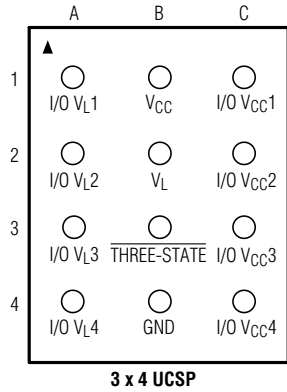 A B C
1
I/O VL1 VCC I/O VCC1
2
I/O VL2 VL I/O VCC2
3
I/O VL3 THREE-STATE I/O VCC3
4
I/O VL4 GND I/O VCC4
3 x 4 UCSP